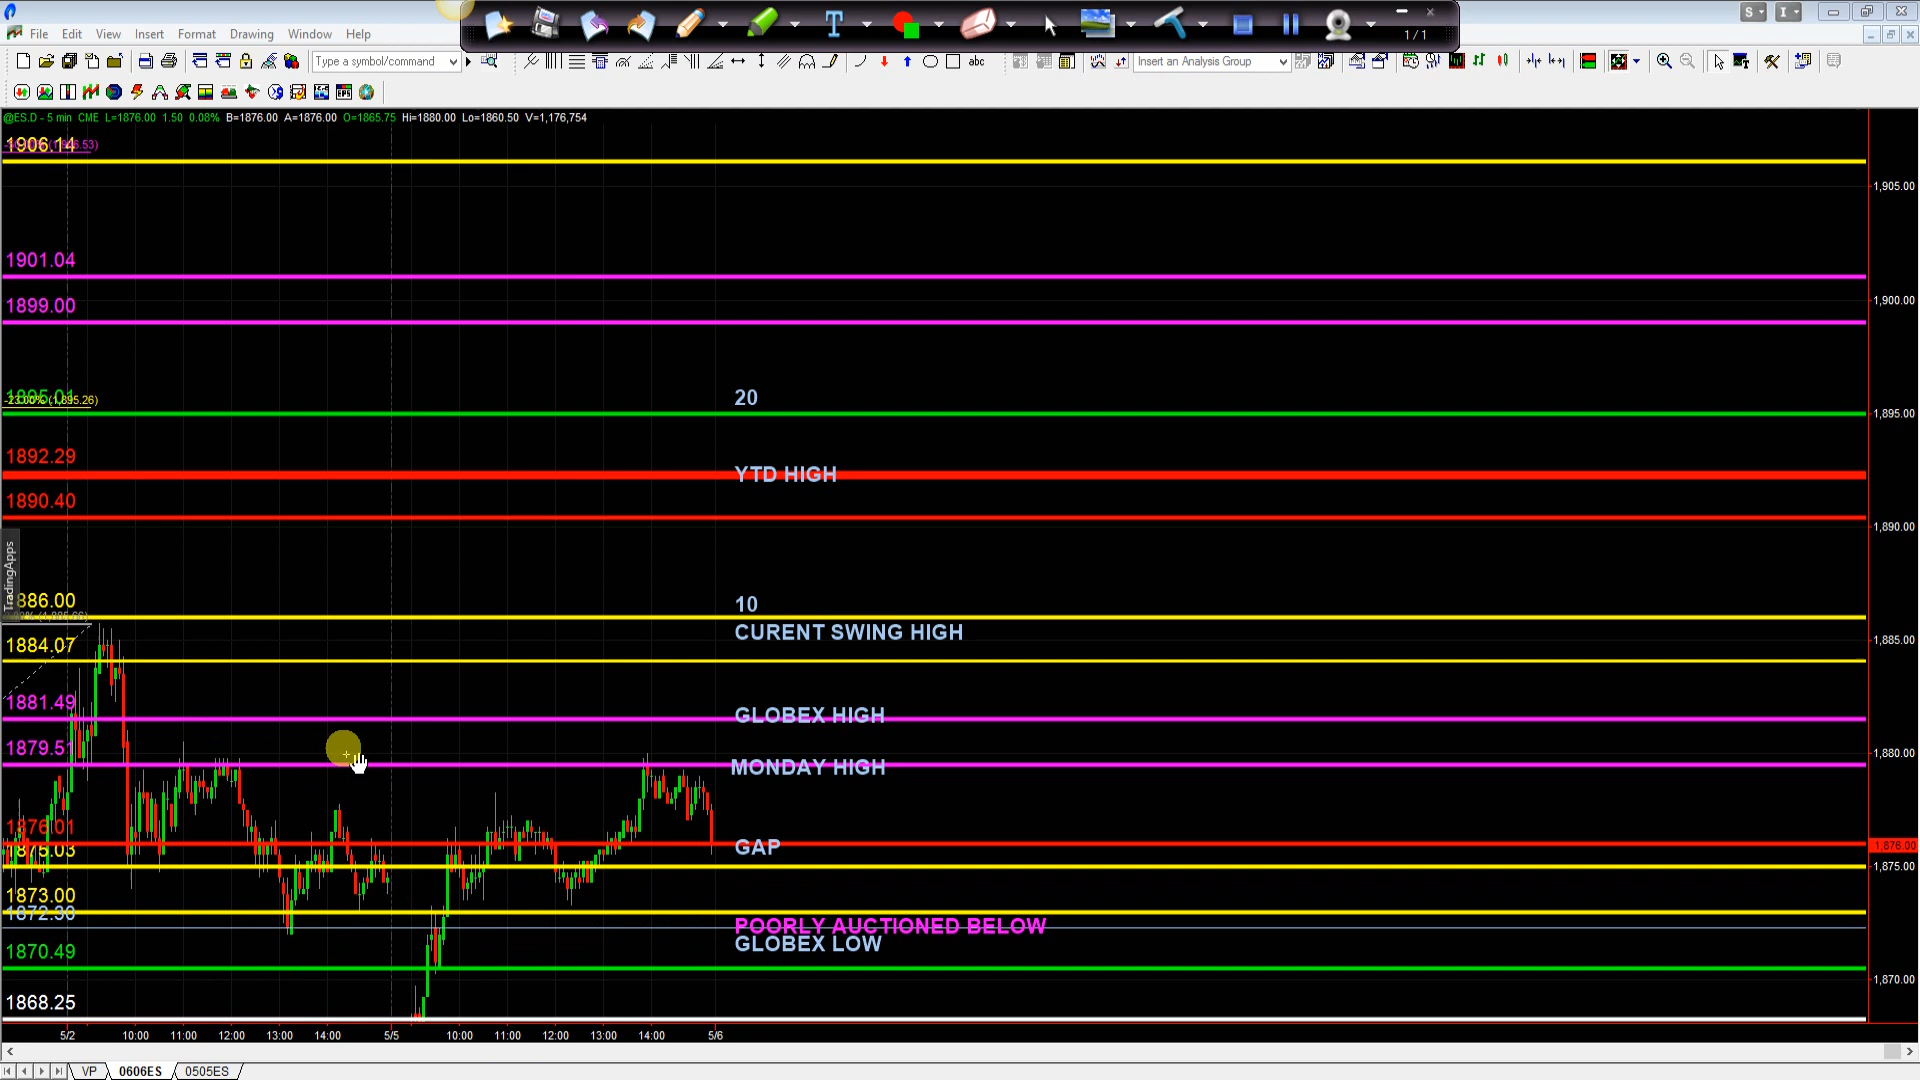 S I
File Edit View Insert Format Drawing Window Help
T
1/1
Type a symbol/command
abc
Insert an Analysis Group
EPS
@ES.D - 5 min CME L=1876.00 1.50 0.08% B=1876.00 A=1876.00 O=1865.75 Hi=1880.00 Lo=1860.50 V=1,176,754
1906.14
1,905.00
1901.04
1,900.00
1899.00
20
1895.01
-23.00% (1,895.26)
1,895.00
1892.29
YTD HIGH
1890.40
1,890.00
TradingApps
886.00
10
CURENT SWING HIGH
1884.07
1,885.00
1881.49
GLOBEX HIGH
1879.51
MONDAY HIGH
1,880.00
1876.01
GAP
1,876.00
1875.03
1,875.00
1873.00
1872.30
POORLY AUCTIONED BELOW
GLOBEX LOW
1870.49
1,870.00
1868.25
5/2 10:00 11:00 12:00 13:00 14:00 5/5 10:00 11:00 12:00 13:00 14:00 5/6
VP 0606ES 0505ES